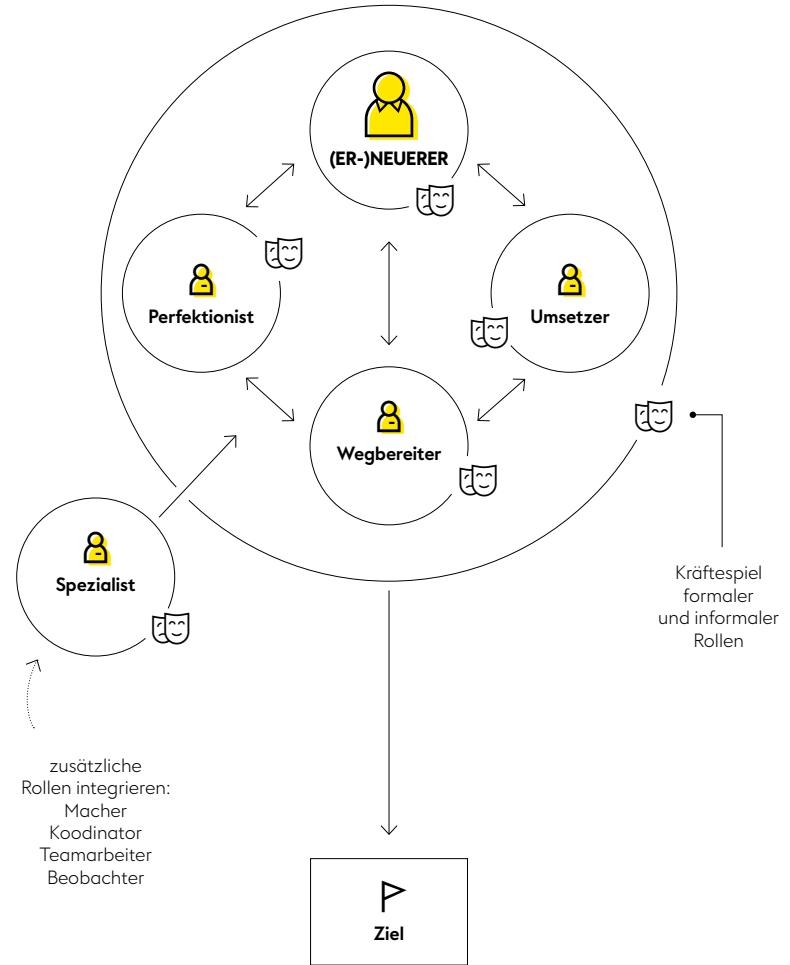 (ER-)NEUERER
Perfektionist
Umsetzer
Wegbereiter
Spezialist
Kräftespiel
formaler
und informaler
Rollen
zusätzliche
Rollen integrieren:
Macher
Koodinator
Teamarbeiter
Beobachter
Ziel